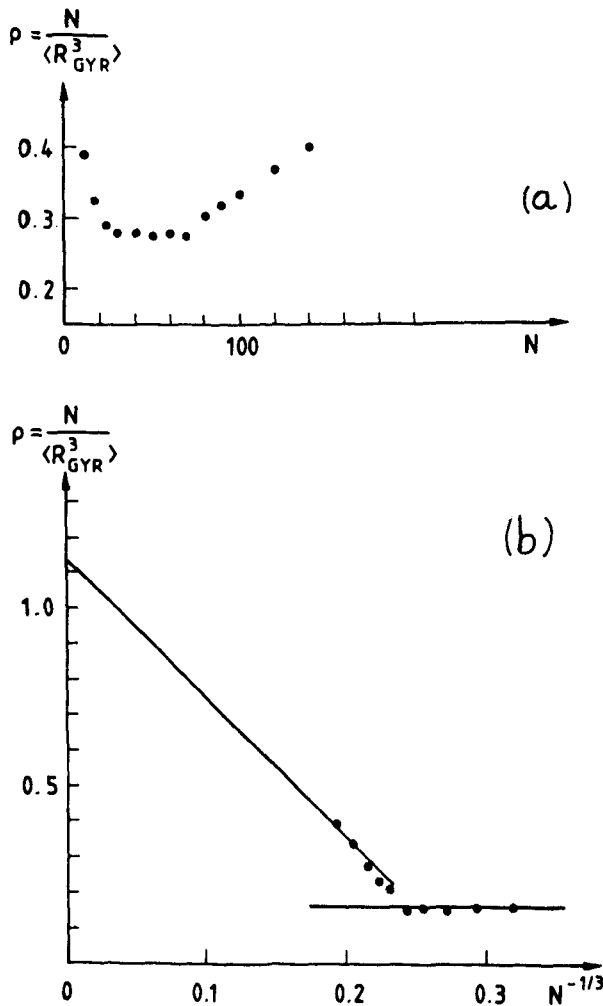 ρ = N / ⟨R³GYR⟩
0.4
(a)
0.3
0.2
0 100 N
ρ = N / ⟨R³GYR⟩
(b)
1.0
0.5
0 0.1 0.2 0.3 N⁻¹/³